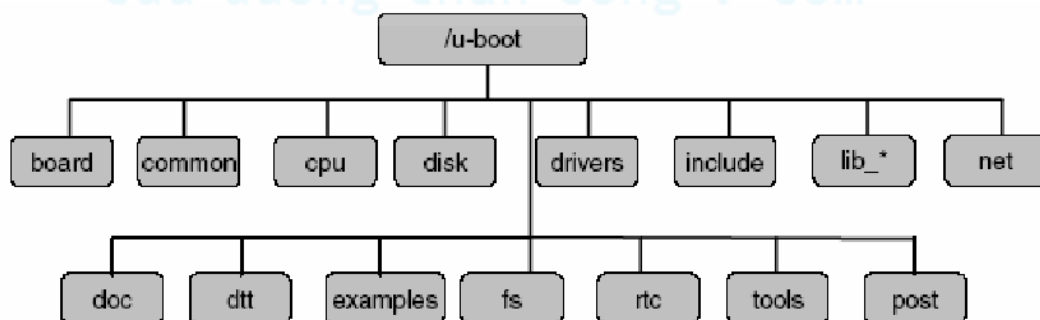 /u-boot
board common cpu disk drivers include lib_* net
doc dtt examples fs rtc tools post